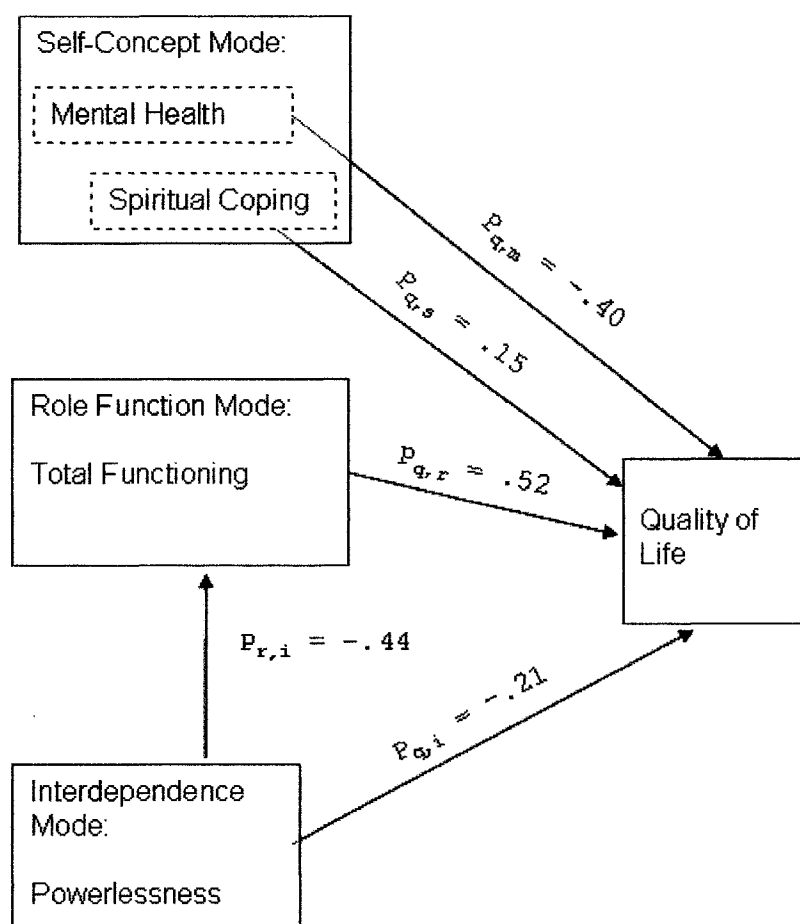 Self-Concept Mode:
Mental Health
Spiritual Coping
Pq,m = -.40
Pq,s = .15
Role Function Mode:
Total Functioning
Pq,r = .52
Quality of
Life
Pr,i = -.44
Pq,i = -.21
Interdependence
Mode:
Powerlessness